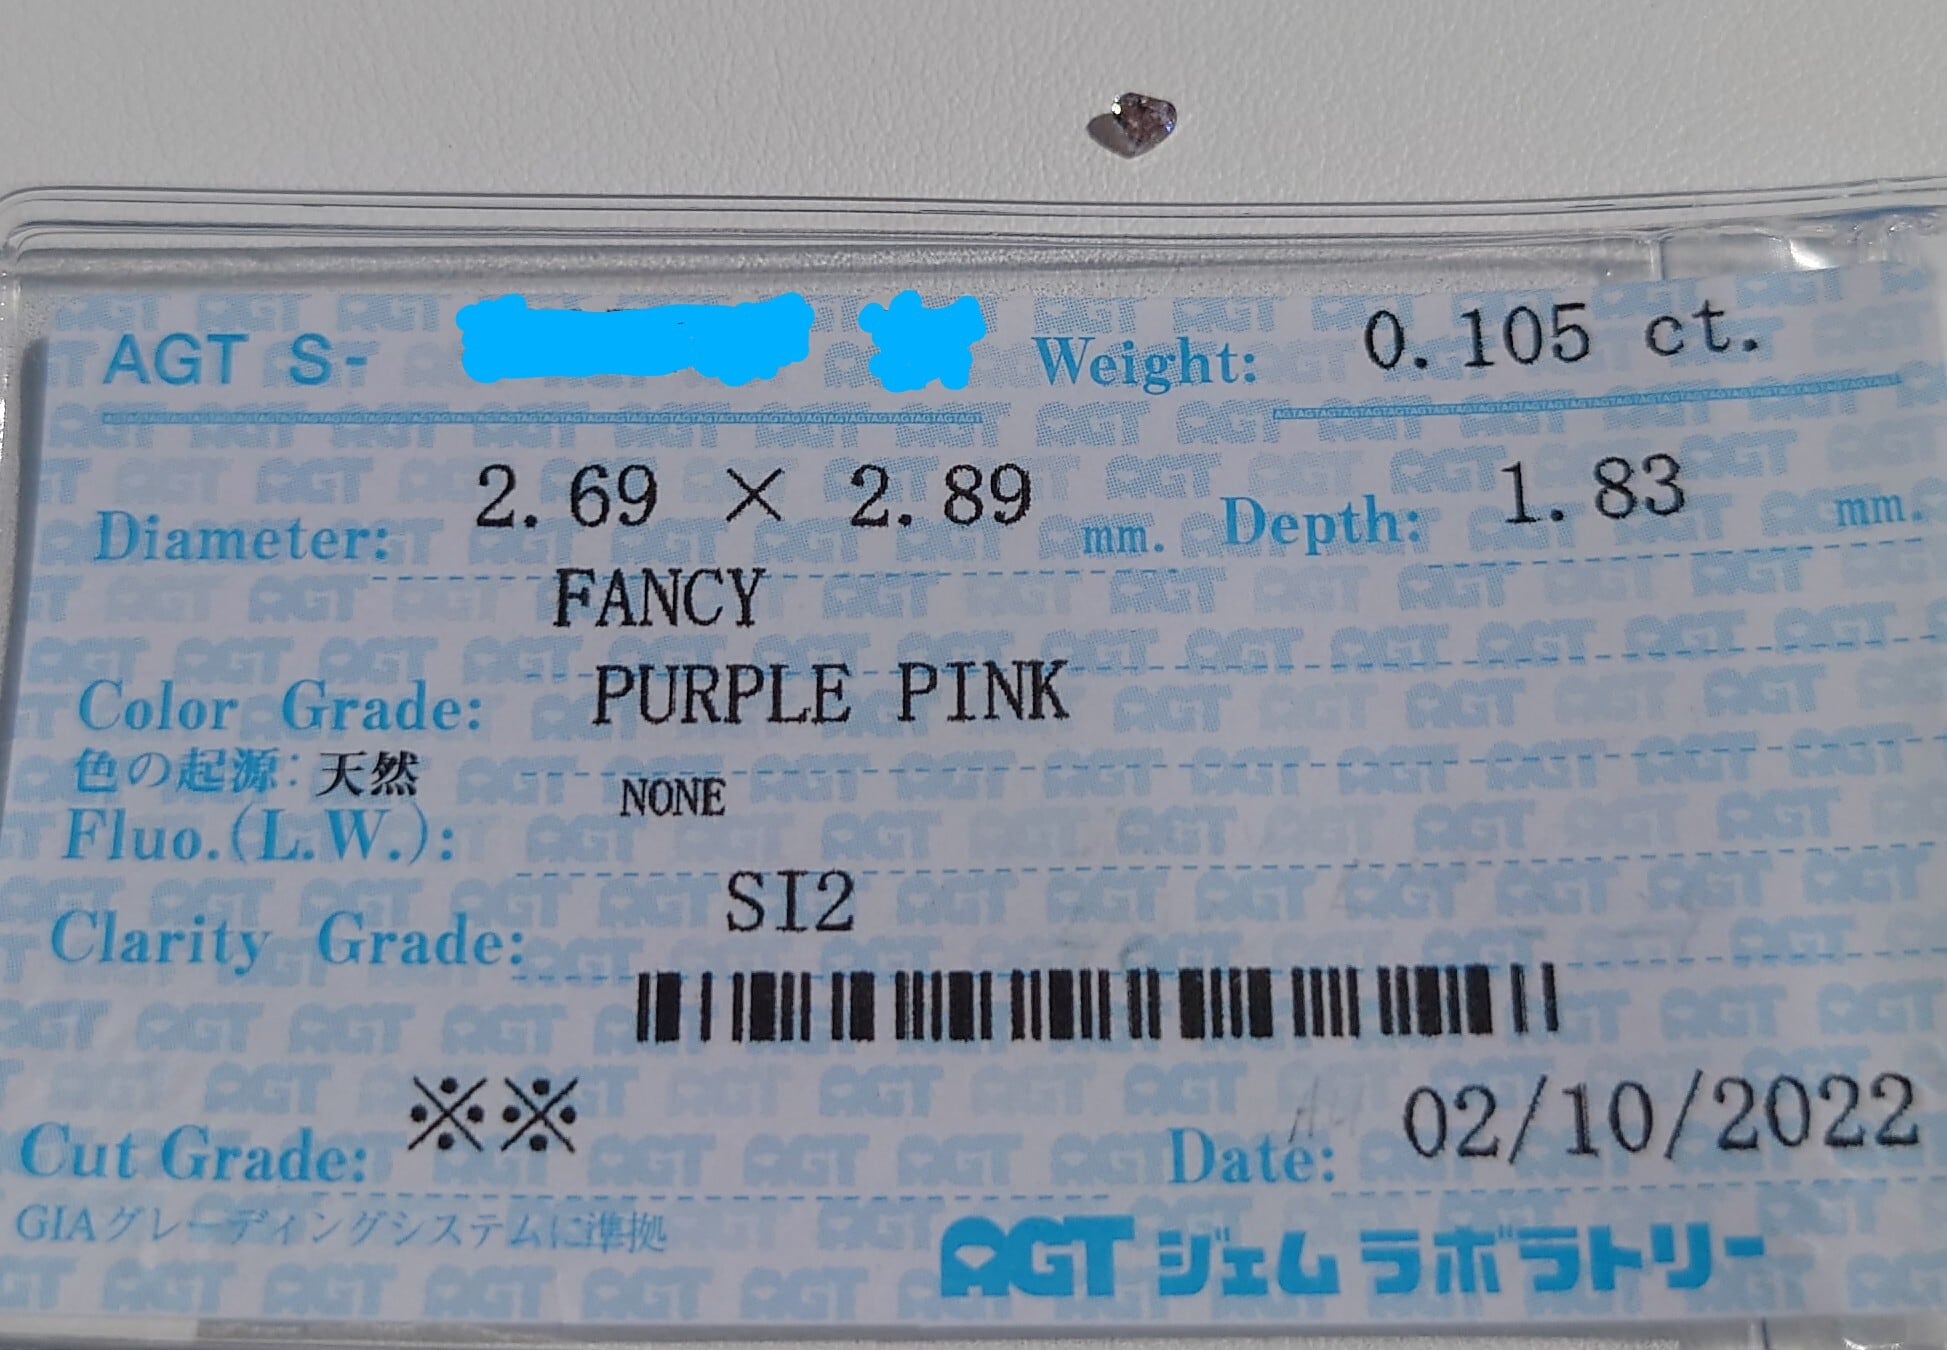 AGT S- Weight: 0.105 ct.
Diameter: 2.69 × 2.89 mm. Depth: 1.83 mm.
FANCY
Color Grade: PURPLE PINK
色の起源: 天然
Fluo.(L.W.): NONE
Clarity Grade: SI2
Cut Grade: ※※ Date: 02/10/2022
GIAグレーディングシステムに準拠
AGT ジェムラボラトリー